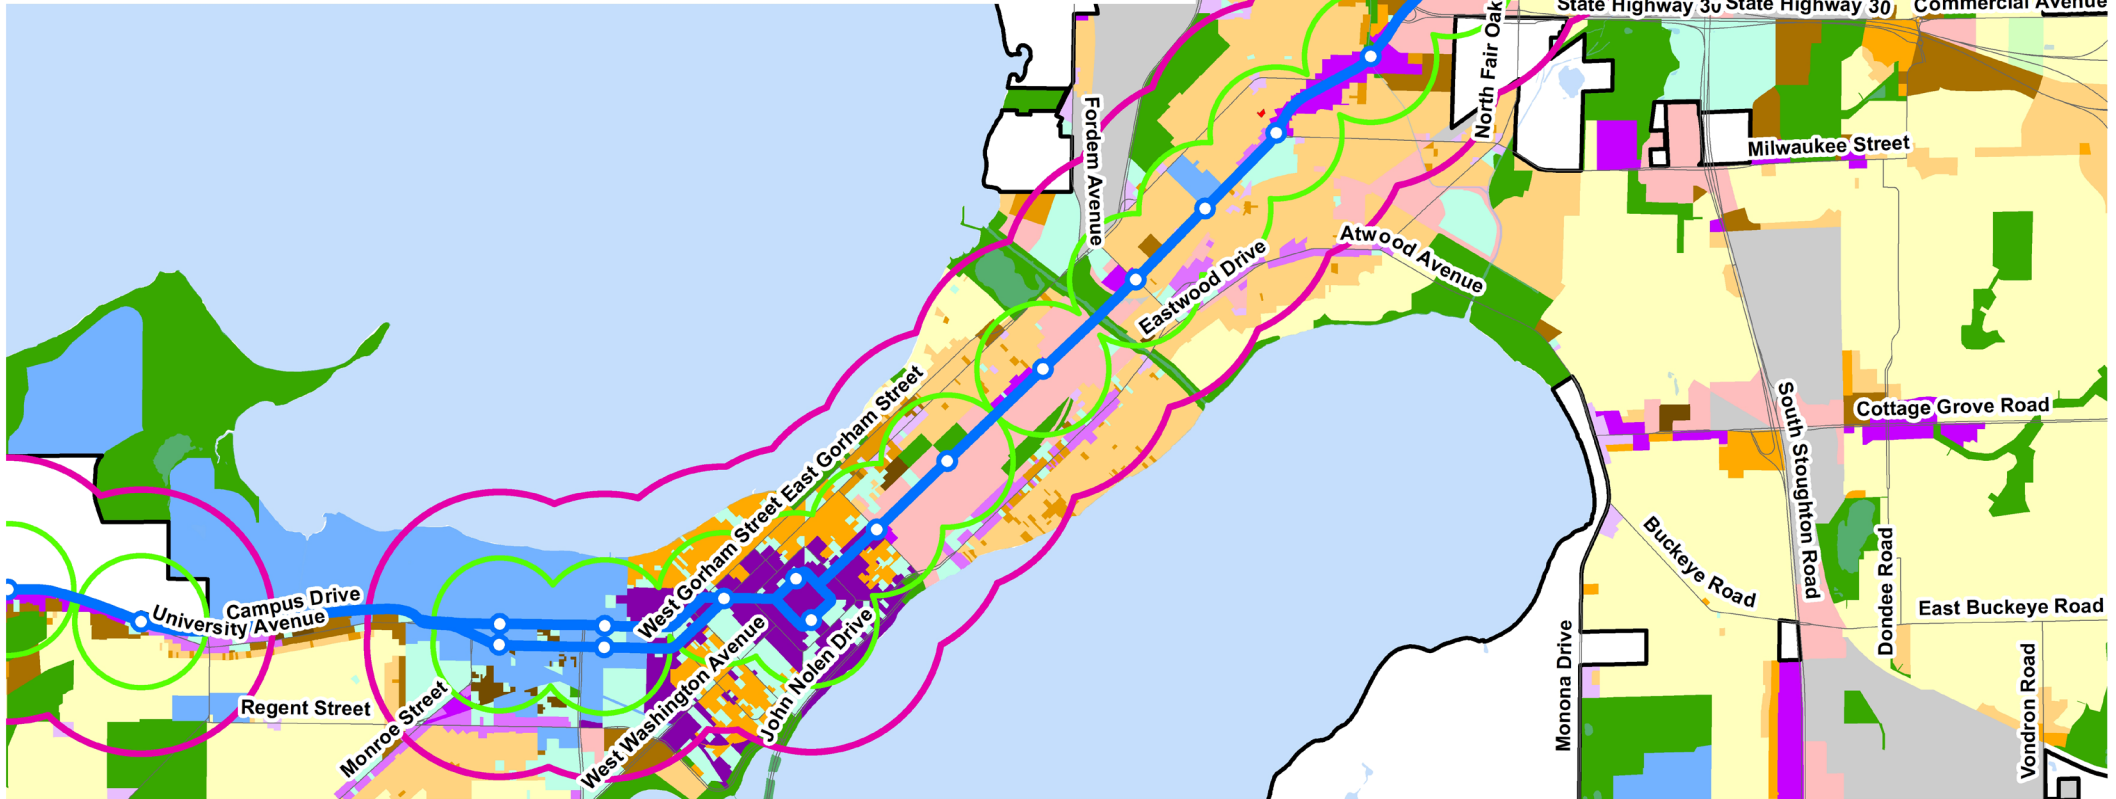 State Highway 30
State Highway 30
Commercial Avenue
North Fair Oak
Fordem Avenue
Milwaukee Street
Atwood Avenue
Eastwood Drive
East Gorham Street
West Gorham Street
South Stoughton Road
Cottage Grove Road
Buckeye Road
Dondee Road
East Buckeye Road
Campus Drive
University Avenue
Regent Street
Monroe Street
West Washington Avenue
John Nolen Drive
Monona Drive
Vondron Road